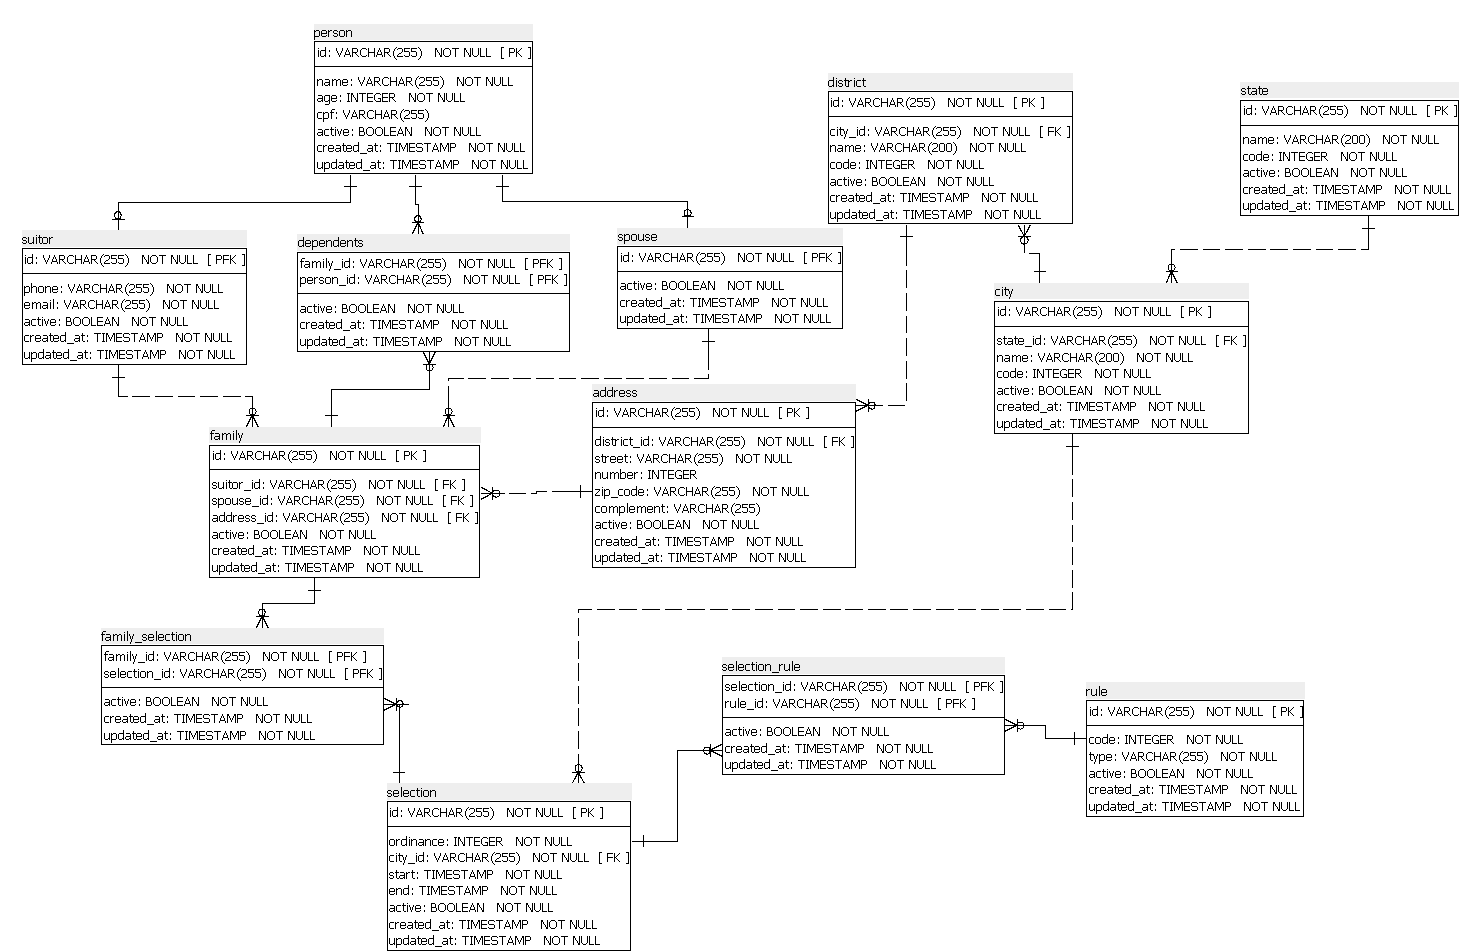 person
id: VARCHAR(255) NOT NULL [ PK ]
name: VARCHAR(255) NOT NULL
age: INTEGER NOT NULL
cpf: VARCHAR(255)
active: BOOLEAN NOT NULL
created_at: TIMESTAMP NOT NULL
updated_at: TIMESTAMP NOT NULL
district
id: VARCHAR(255) NOT NULL [ PK ]
city_id: VARCHAR(255) NOT NULL [ FK ]
name: VARCHAR(200) NOT NULL
code: INTEGER NOT NULL
active: BOOLEAN NOT NULL
created_at: TIMESTAMP NOT NULL
updated_at: TIMESTAMP NOT NULL
state
id: VARCHAR(255) NOT NULL [ PK ]
name: VARCHAR(200) NOT NULL
code: INTEGER NOT NULL
active: BOOLEAN NOT NULL
created_at: TIMESTAMP NOT NULL
updated_at: TIMESTAMP NOT NULL
suitor
id: VARCHAR(255) NOT NULL [ PFK ]
phone: VARCHAR(255) NOT NULL
email: VARCHAR(255) NOT NULL
active: BOOLEAN NOT NULL
created_at: TIMESTAMP NOT NULL
updated_at: TIMESTAMP NOT NULL
dependents
family_id: VARCHAR(255) NOT NULL [ PFK ]
person_id: VARCHAR(255) NOT NULL [ PFK ]
active: BOOLEAN NOT NULL
created_at: TIMESTAMP NOT NULL
updated_at: TIMESTAMP NOT NULL
spouse
id: VARCHAR(255) NOT NULL [ PFK ]
active: BOOLEAN NOT NULL
created_at: TIMESTAMP NOT NULL
updated_at: TIMESTAMP NOT NULL
city
id: VARCHAR(255) NOT NULL [ PK ]
state_id: VARCHAR(255) NOT NULL [ FK ]
name: VARCHAR(200) NOT NULL
code: INTEGER NOT NULL
active: BOOLEAN NOT NULL
created_at: TIMESTAMP NOT NULL
updated_at: TIMESTAMP NOT NULL
address
id: VARCHAR(255) NOT NULL [ PK ]
district_id: VARCHAR(255) NOT NULL [ FK ]
street: VARCHAR(255) NOT NULL
number: INTEGER
zip_code: VARCHAR(255) NOT NULL
complement: VARCHAR(255)
active: BOOLEAN NOT NULL
created_at: TIMESTAMP NOT NULL
updated_at: TIMESTAMP NOT NULL
family
id: VARCHAR(255) NOT NULL [ PK ]
suitor_id: VARCHAR(255) NOT NULL [ FK ]
spouse_id: VARCHAR(255) NOT NULL [ FK ]
address_id: VARCHAR(255) NOT NULL [ FK ]
active: BOOLEAN NOT NULL
created_at: TIMESTAMP NOT NULL
updated_at: TIMESTAMP NOT NULL
family_selection
family_id: VARCHAR(255) NOT NULL [ PFK ]
selection_id: VARCHAR(255) NOT NULL [ PFK ]
active: BOOLEAN NOT NULL
created_at: TIMESTAMP NOT NULL
updated_at: TIMESTAMP NOT NULL
selection_rule
selection_id: VARCHAR(255) NOT NULL [ PFK ]
rule_id: VARCHAR(255) NOT NULL [ PFK ]
active: BOOLEAN NOT NULL
created_at: TIMESTAMP NOT NULL
updated_at: TIMESTAMP NOT NULL
rule
id: VARCHAR(255) NOT NULL [ PK ]
code: INTEGER NOT NULL
type: VARCHAR(255) NOT NULL
active: BOOLEAN NOT NULL
created_at: TIMESTAMP NOT NULL
updated_at: TIMESTAMP NOT NULL
selection
id: VARCHAR(255) NOT NULL [ PK ]
ordinance: INTEGER NOT NULL
city_id: VARCHAR(255) NOT NULL [ FK ]
start: TIMESTAMP NOT NULL
end: TIMESTAMP NOT NULL
active: BOOLEAN NOT NULL
created_at: TIMESTAMP NOT NULL
updated_at: TIMESTAMP NOT NULL